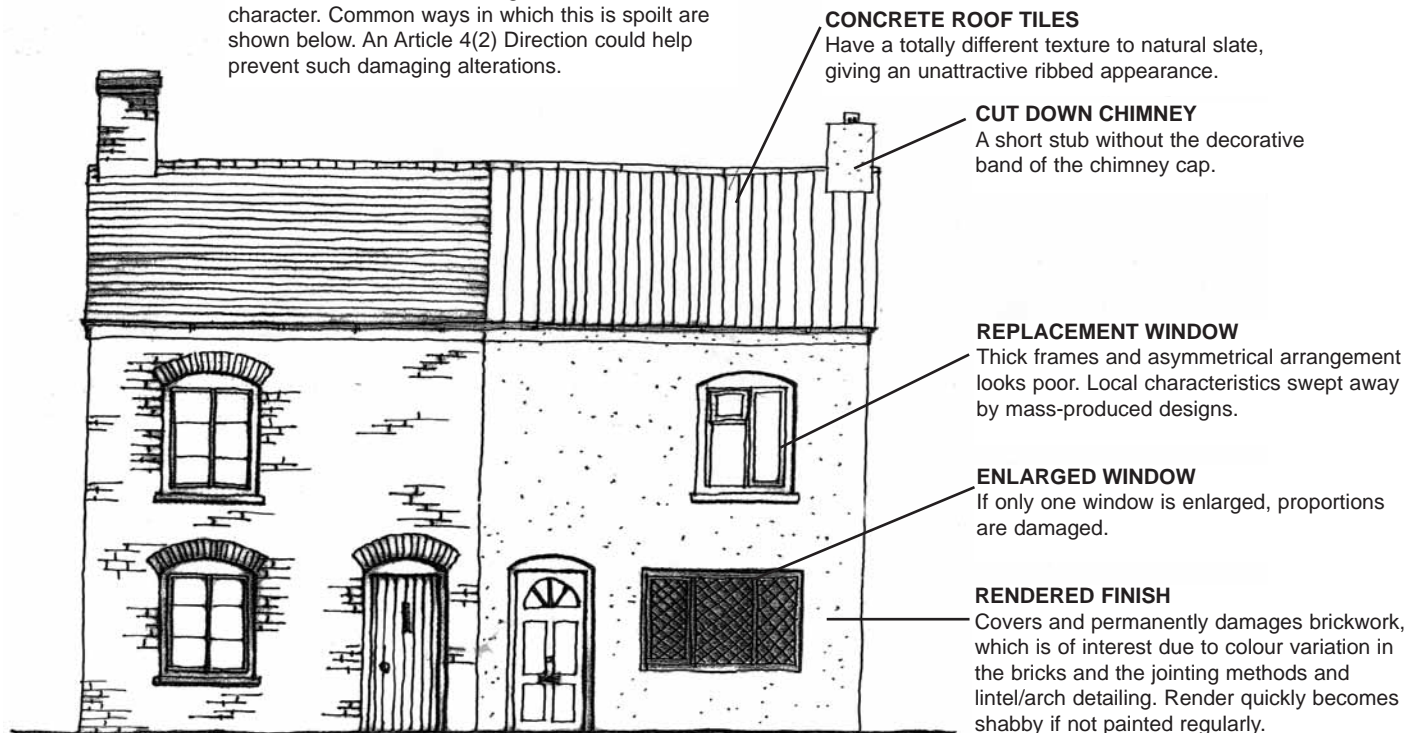 character. Common ways in which this is spoilt are
shown below. An Article 4(2) Direction could help
prevent such damaging alterations.
CONCRETE ROOF TILES
Have a totally different texture to natural slate,
giving an unattractive ribbed appearance.
CUT DOWN CHIMNEY
A short stub without the decorative
band of the chimney cap.
REPLACEMENT WINDOW
Thick frames and asymmetrical arrangement
looks poor. Local characteristics swept away
by mass-produced designs.
ENLARGED WINDOW
If only one window is enlarged, proportions
are damaged.
RENDERED FINISH
Covers and permanently damages brickwork,
which is of interest due to colour variation in
the bricks and the jointing methods and
lintel/arch detailing. Render quickly becomes
shabby if not painted regularly.